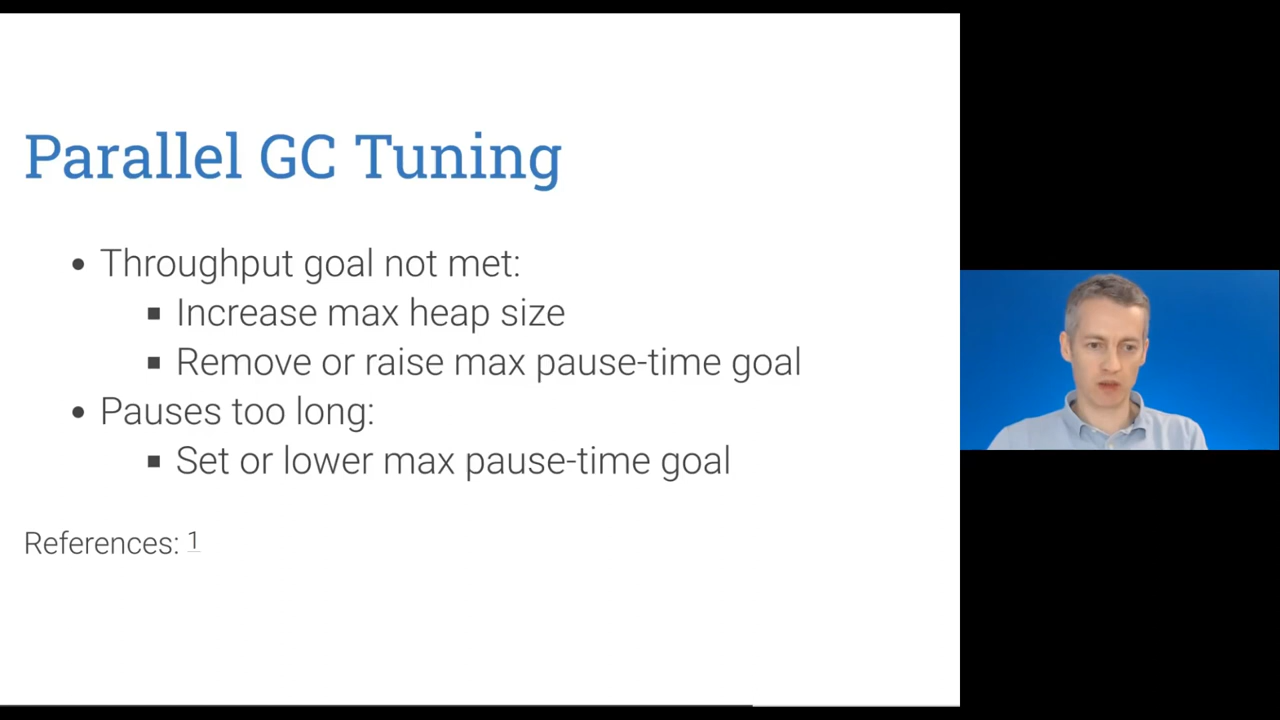 Parallel GC Tuning
• Throughput goal not met:
▪ Increase max heap size
▪ Remove or raise max pause-time goal
• Pauses too long:
▪ Set or lower max pause-time goal
References: 1